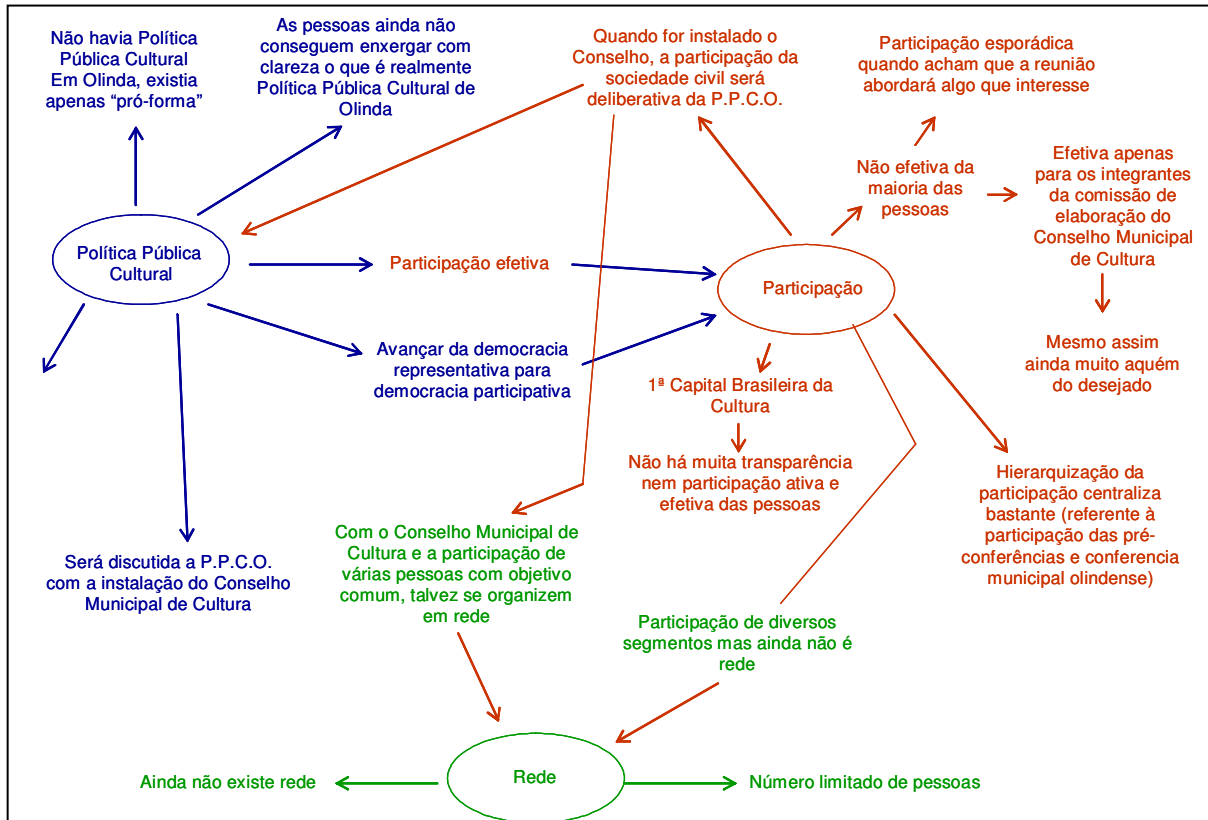 Não havia Política
Pública Cultural
Em Olinda, existia
apenas “pró-forma”
As pessoas ainda não
conseguem enxergar com
clareza o que é realmente
Política Pública Cultural de
Olinda
Quando for instalado o
Conselho, a participação da
sociedade civil será
deliberativa da P.P.C.O.
Participação esporádica
quando acham que a reunião
abordará algo que interesse
Não efetiva da
maioria das
pessoas
Efetiva apenas
para os integrantes
da comissão de
elaboração do
Conselho Municipal
de Cultura
Política Pública
Cultural
Participação efetiva
Participação
Mesmo assim
ainda muito aquém
do desejado
Avançar da democracia
representativa para
democracia participativa
1ª Capital Brasileira da
Cultura
Não há muita transparência
nem participação ativa e
efetiva das pessoas
Hierarquização da
participação centraliza
bastante (referente à
participação das pré-
conferências e conferencia
municipal olindense)
Será discutida a P.P.C.O.
com a instalação do Conselho
Municipal de Cultura
Com o Conselho Municipal de
Cultura e a participação de
várias pessoas com objetivo
comum, talvez se organizem
em rede
Participação de diversos
segmentos mas ainda não é
rede
Ainda não existe rede
Rede
Número limitado de pessoas